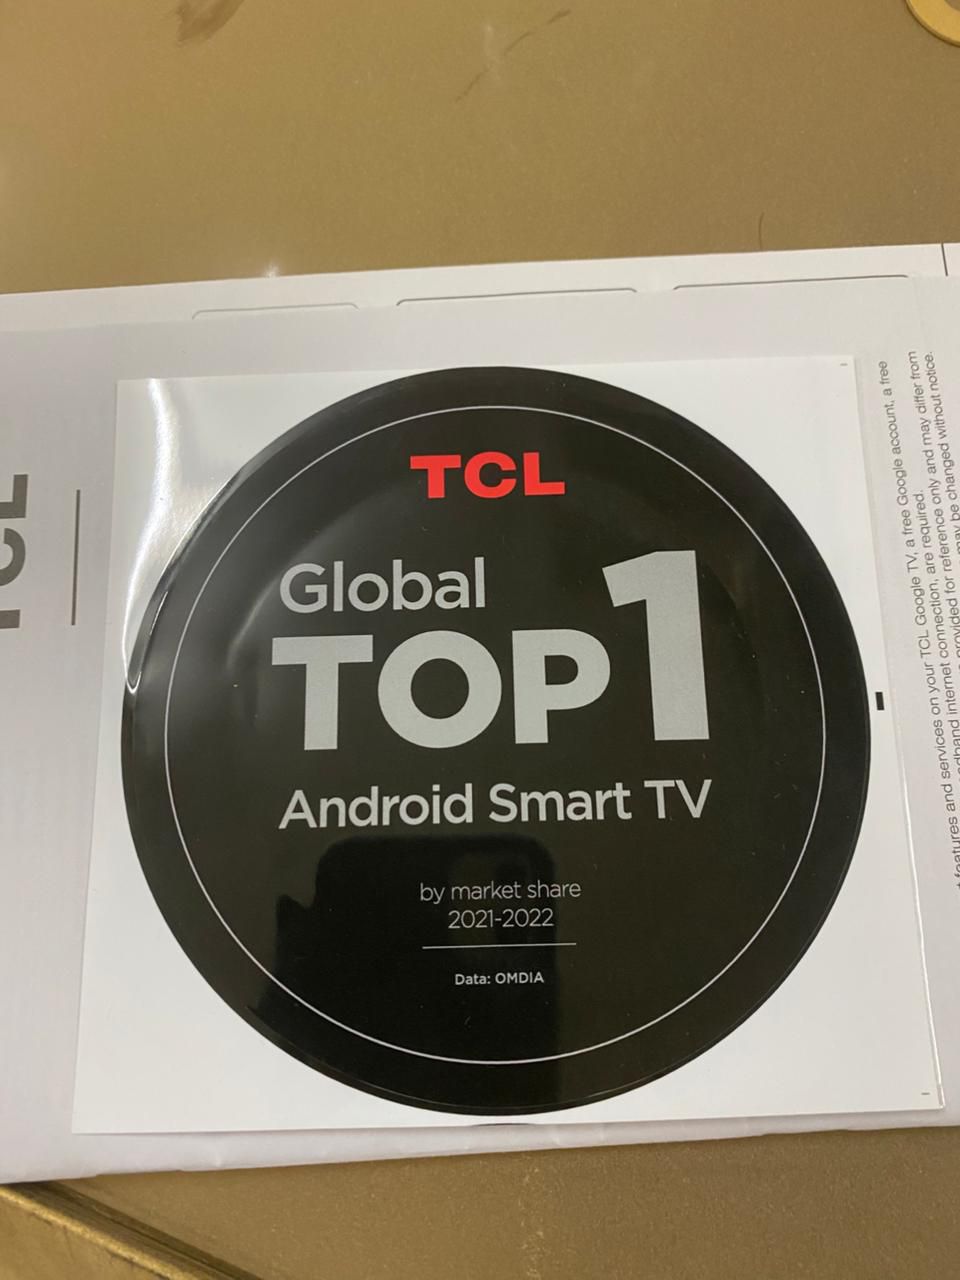 TCL
TCL
Global
TOP1
Android Smart TV
by market share
2021-2022
Data: OMDIA
features and services on your TCL Google TV, a free Google account, a free
internet connection, are required.
provided for reference only and may differ from
may be changed without notice.